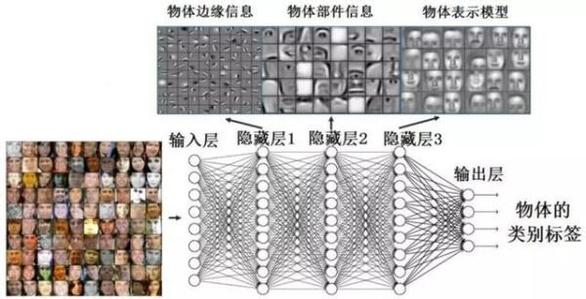 物体边缘信息
物体部件信息
物体表示模型
输入层
隐藏层1
隐藏层2
隐藏层3
输出层
物体的
类别标签